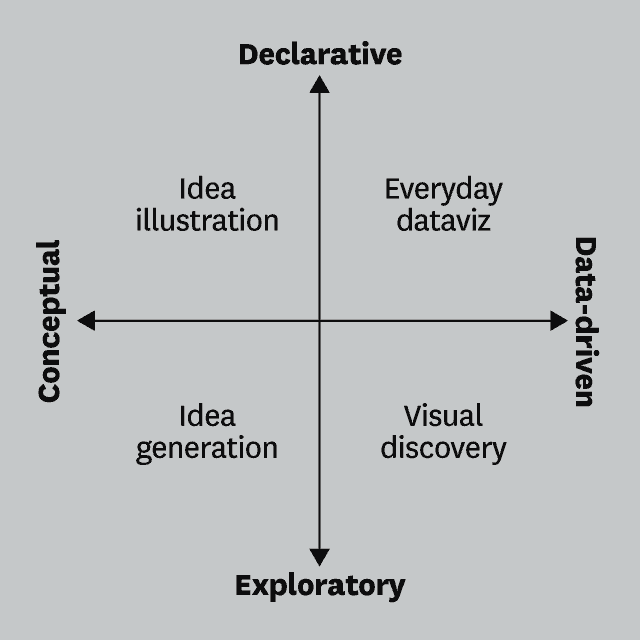 Declarative
Idea
illustration
Everyday
dataviz
Conceptual
Data-driven
Idea
generation
Visual
discovery
Exploratory